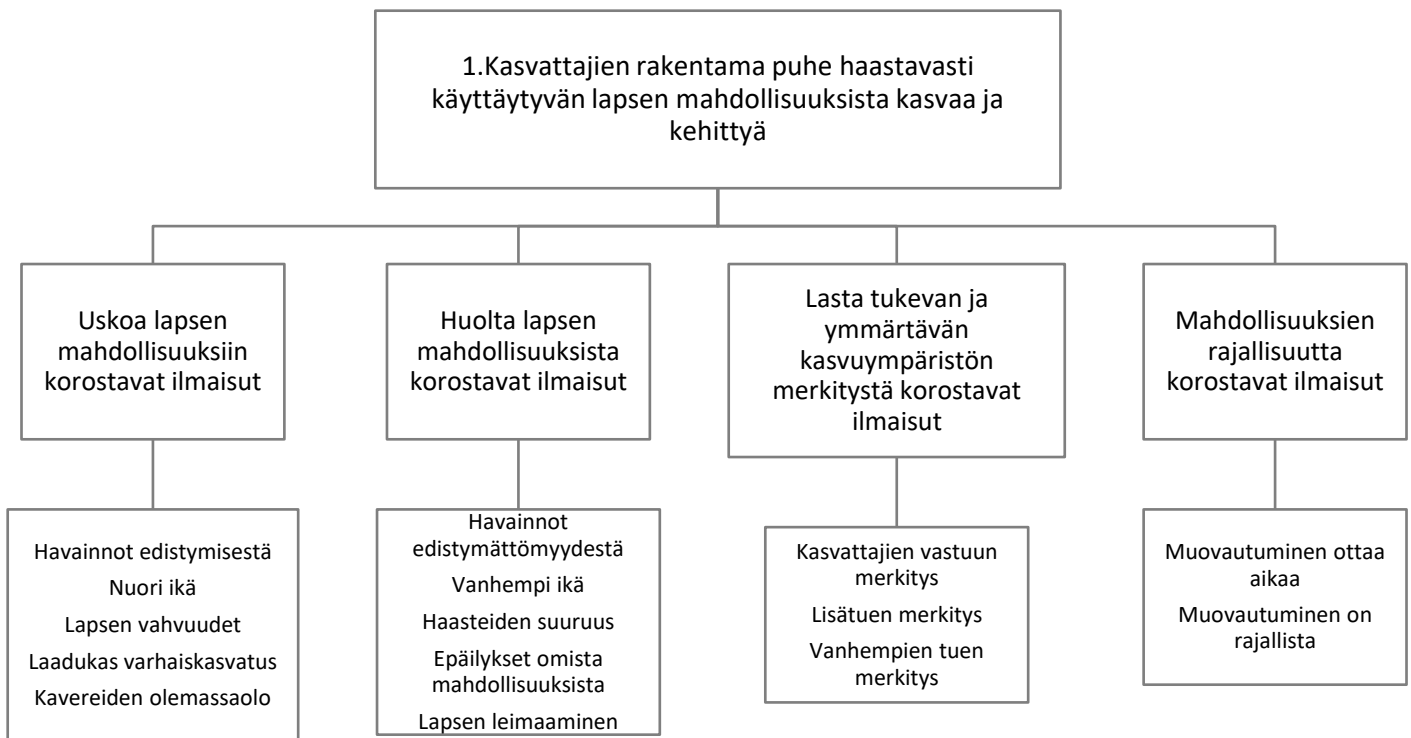 1.Kasvattajien rakentama puhe haastavasti
käyttäytyvän lapsen mahdollisuuksista kasvaa ja
kehittyä
Uskoa lapsen
mahdollisuuksiin
korostavat ilmaisut
Huolta lapsen
mahdollisuuksista
korostavat ilmaisut
Lasta tukevan ja
ymmärtävän
kasvuympäristön
merkitystä korostavat
ilmaisut
Mahdollisuuksien
rajallisuutta
korostavat ilmaisut
Havainnot edistymisestä
Nuori ikä
Lapsen vahvuudet
Laadukas varhaiskasvatus
Kavereiden olemassaolo
Havainnot
edistymättömyydestä
Vanhempi ikä
Haasteiden suuruus
Epäilykset omista
mahdollisuuksista
Lapsen leimaaminen
Kasvattajien vastuun
merkitys
Lisätuen merkitys
Vanhempien tuen
merkitys
Muovautuminen ottaa
aikaa
Muovautuminen on
rajallista